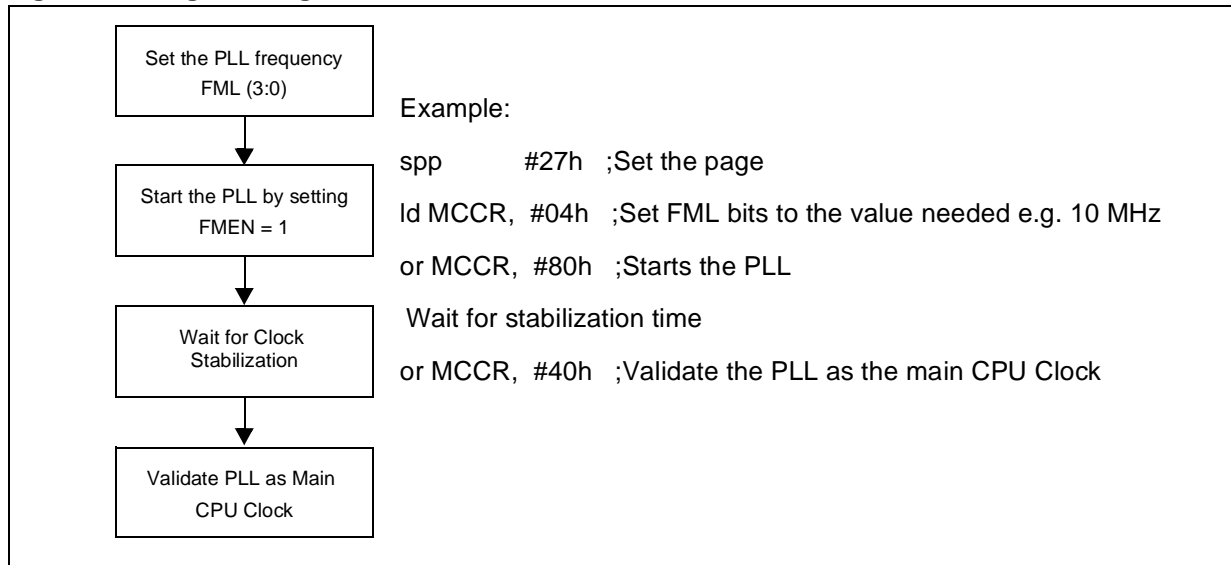 Set the PLL frequency
FML (3:0)
Start the PLL by setting
FMEN = 1
Wait for Clock
Stabilization
Validate PLL as Main
CPU Clock
Example:
spp #27h ;Set the page
ld MCCR, #04h ;Set FML bits to the value needed e.g. 10 MHz
or MCCR, #80h ;Starts the PLL
Wait for stabilization time
or MCCR, #40h ;Validate the PLL as the main CPU Clock